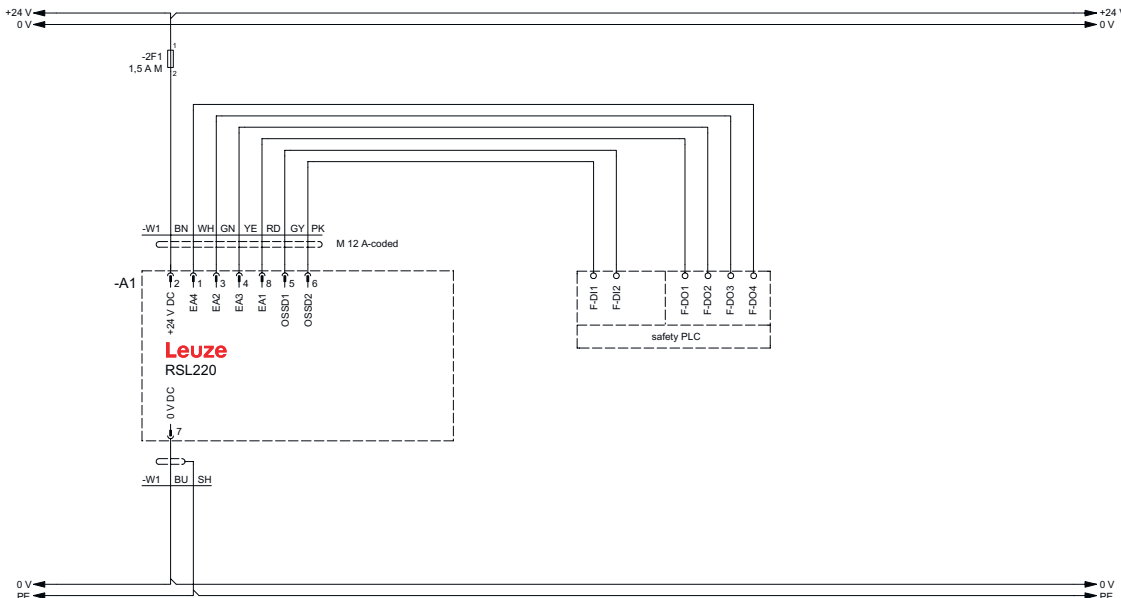 +24 V
+24 V
0 V
0 V
1
-2F1
1,5 A M
2
-W1 BN WH GN YE RD GY PK
M 12 A-coded
-A1
2 1 3 4 8 5 6
+24 V DC
EA4
EA2
EA3
EA1
OSSD1
OSSD2
F-DI1
F-DI2
F-DO1
F-DO2
F-DO3
F-DO4
safety PLC
Leuze
RSL220
0 V DC
7
-W1 BU SH
0 V
0 V
PE
PE